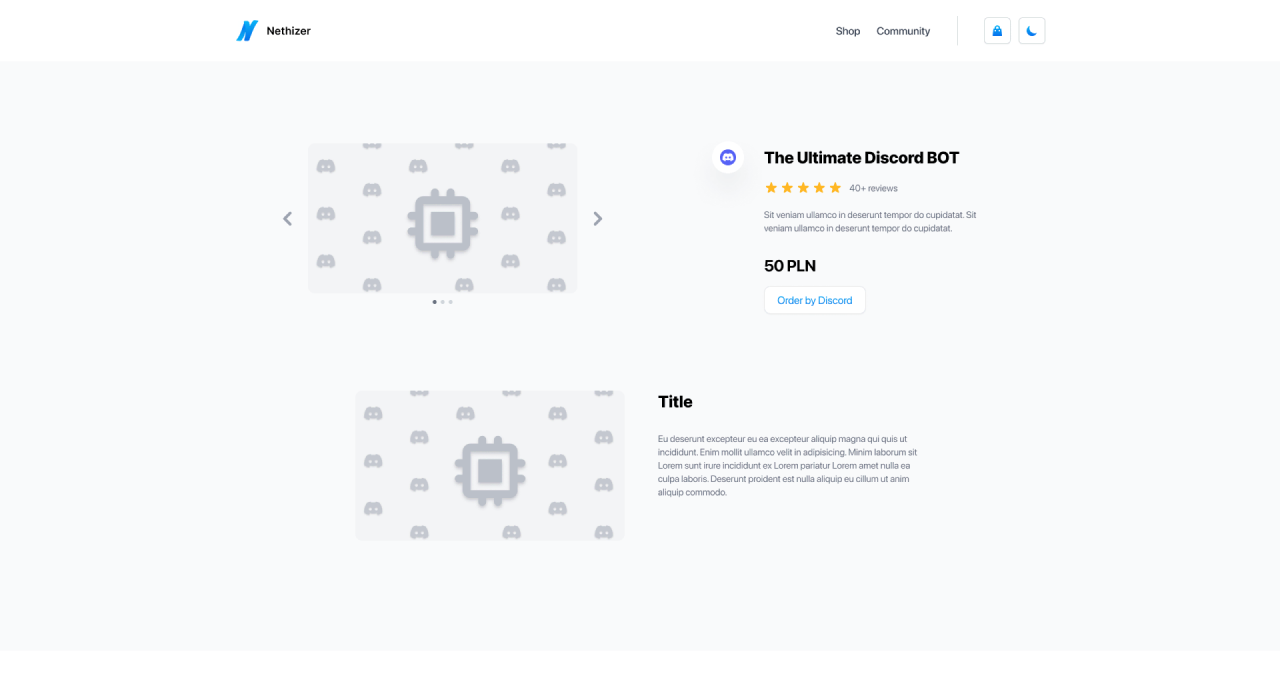 Nethizer
Shop
Community
The Ultimate Discord BOT
40+ reviews
Sit veniam ullamco in deserunt tempor do cupidatat. Sit
veniam ullamco in deserunt tempor do cupidatat.
50 PLN
Order by Discord
Title
Eu deserunt excepteur eu ea excepteur aliquip magna qui quis ut
incididunt. Enim mollit ullamco velit in adipisicing. Minim laborum sit
Lorem sunt irure incididunt ex Lorem pariatur Lorem amet nulla ea
culpa laboris. Deserunt proident est nulla aliquip eu cillum ut anim
aliquip commodo.